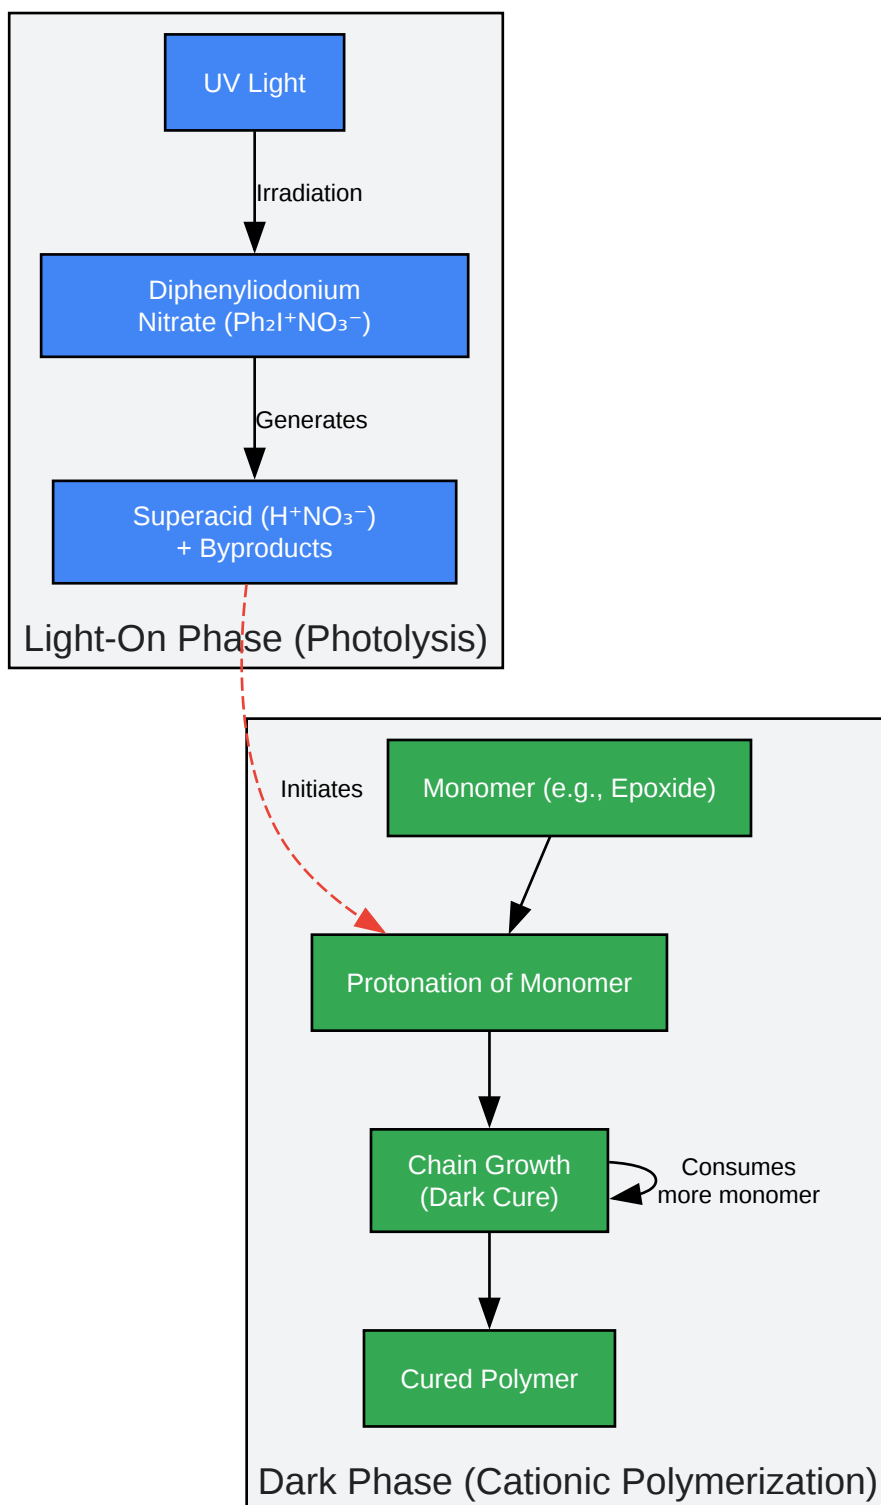 UV Light
Irradiation
Diphenyliodonium
Nitrate (Ph₂I⁺NO₃⁻)
Generates
Superacid (H⁺NO₃⁻)
+ Byproducts
Light-On Phase (Photolysis)
Initiates
Monomer (e.g., Epoxide)
Protonation of Monomer
Chain Growth
(Dark Cure)
Consumes
more monomer
Cured Polymer
Dark Phase (Cationic Polymerization)